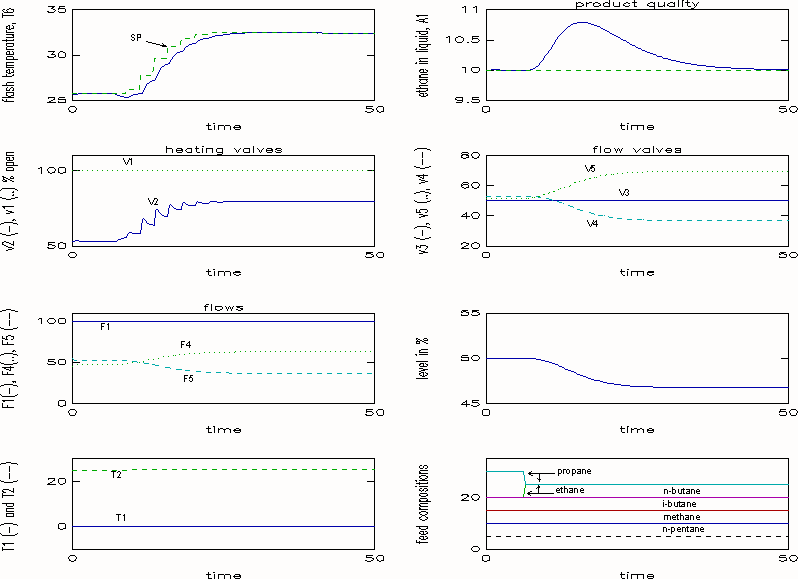 product quality
flash temperature, T6
35
30
25
SP
0
50
time
ethane in liquid, A1
11
10.5
10
9.5
0
50
time
heating valves
v2 (-), v1 (..) % open
100
50
V1
V2
0
50
time
flow valves
v3 (-), v5 (..), v4 (--)
80
60
40
20
V5
V3
V4
0
50
time
flows
F1(-), F4(..), F5 (--)
100
50
0
F1
F4
F5
0
50
time
level in %
55
50
45
0
50
time
T1 (-) and T2 (--)
20
0
T2
T1
0
50
time
feed compositions
20
0
propane
ethane
n-butane
i-butane
methane
n-pentane
0
50
time